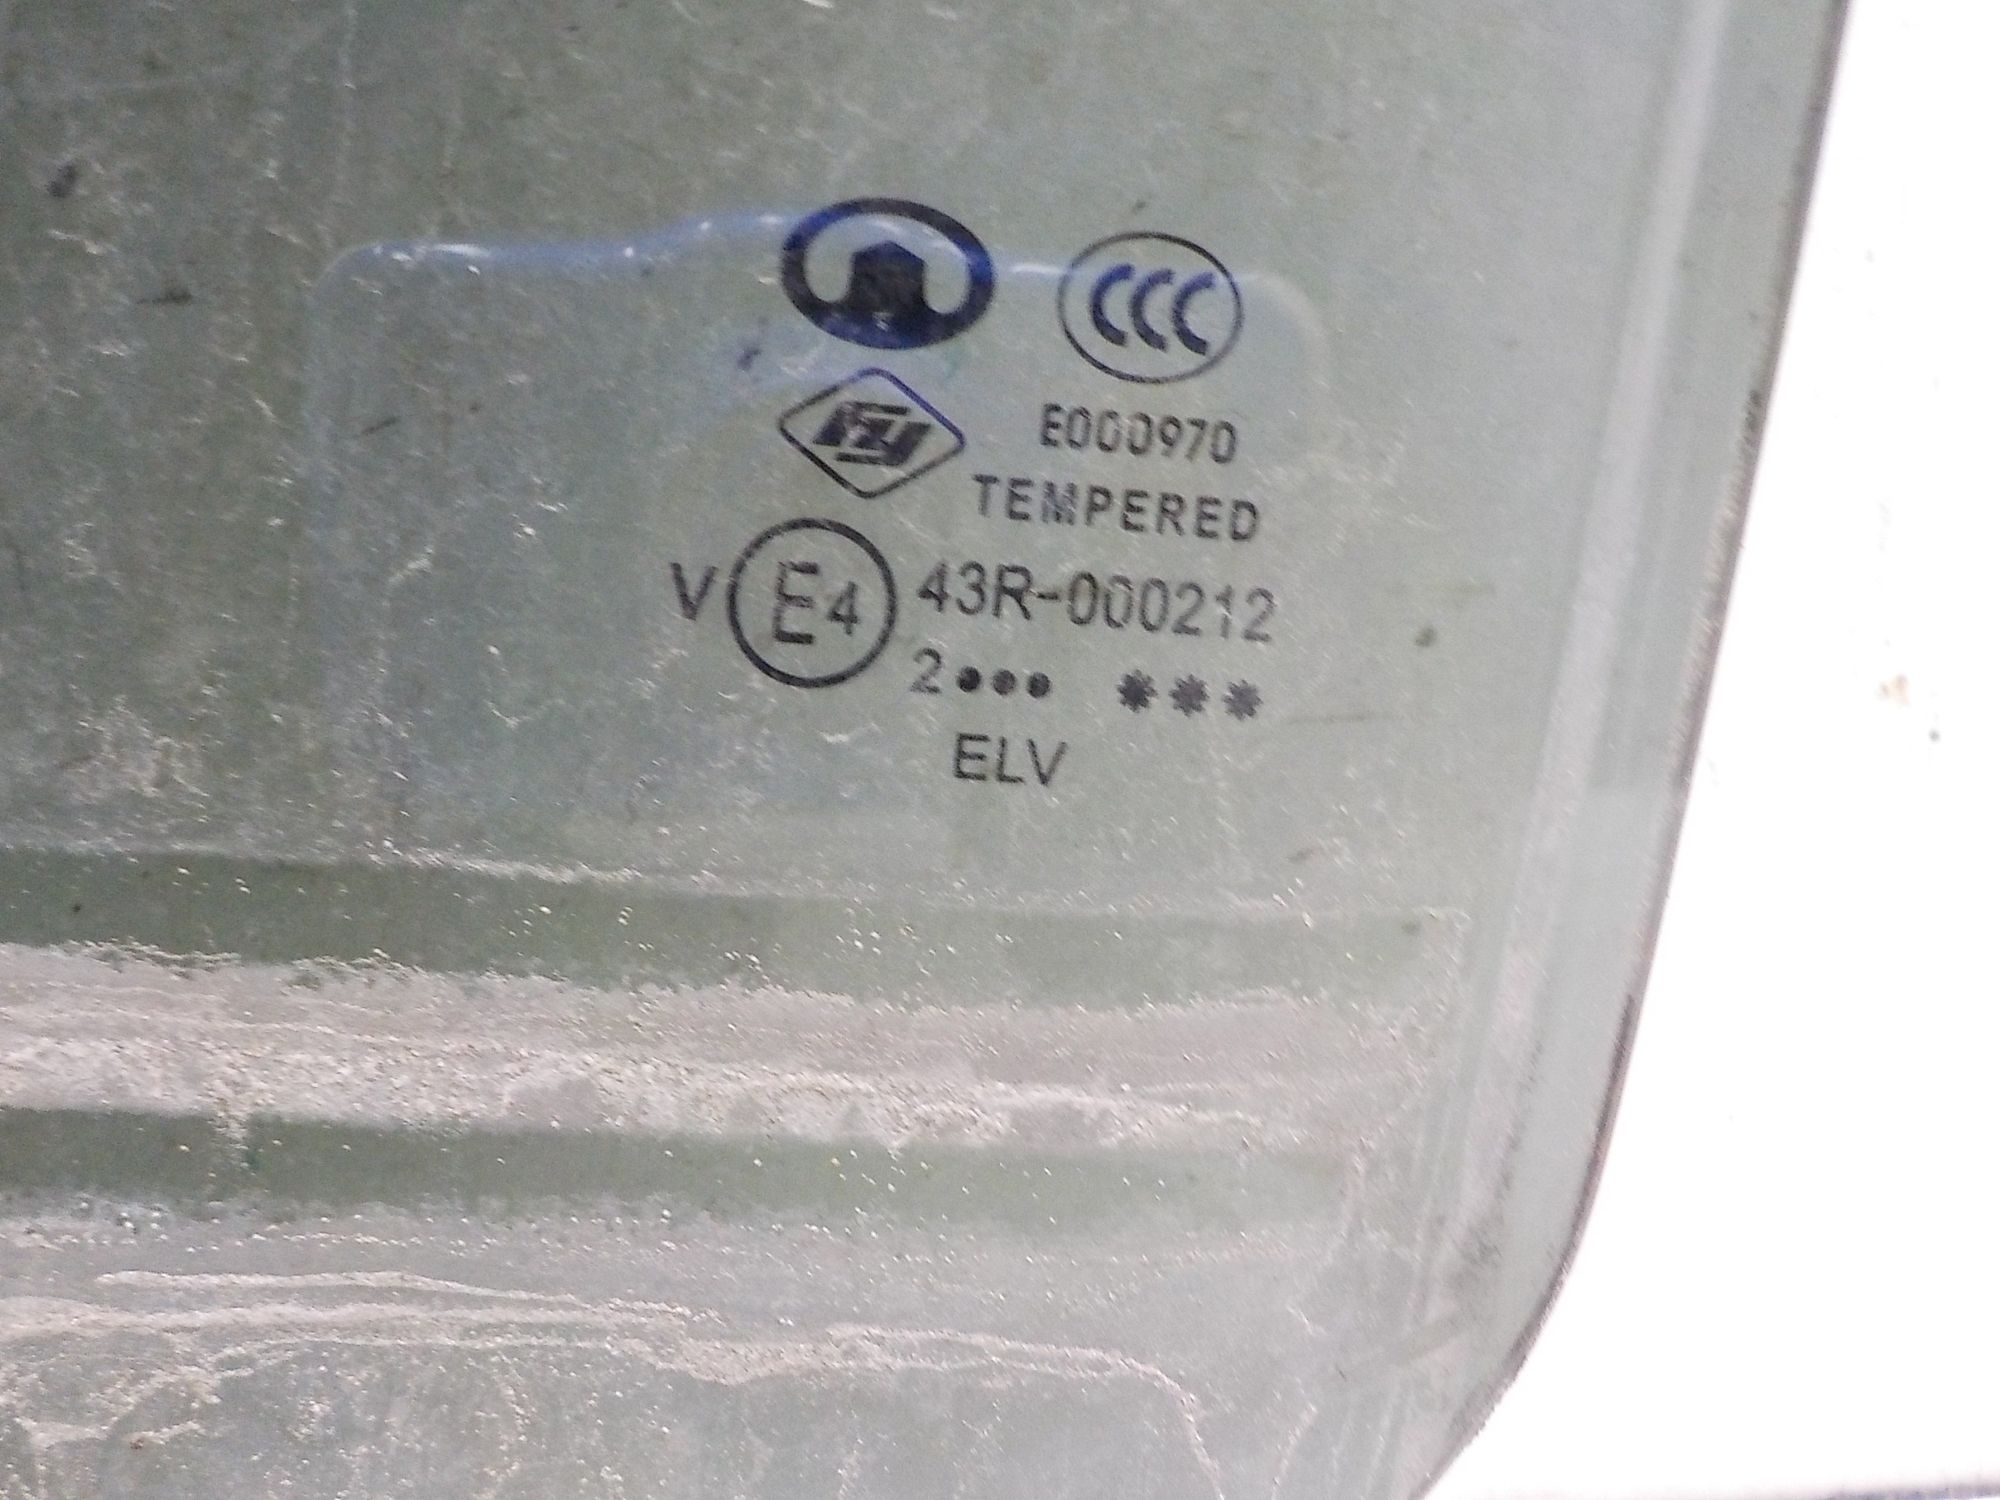 CCC
E000970
TEMPERED
V E4 43R-000212
2●●● ✱✱✱
ELV